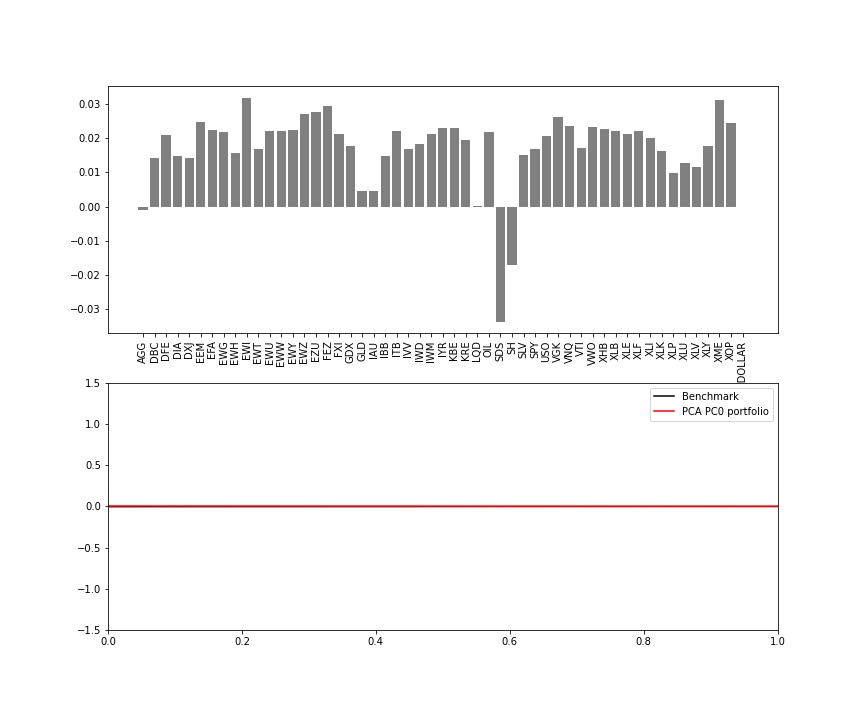 0.03
0.02
0.01
0.00
−0.01
−0.02
−0.03
AGG
DBC
DFE
DIA
DXJ
EEM
EFA
EWG
EWH
EWI
EWT
EWU
EWW
EWY
EWZ
EZU
FEZ
FXI
GDX
GLD
IAU
IBB
ITB
IVV
IWD
IWM
IYR
KBE
KRE
LQD
OIL
SDS
SH
SLV
SPY
USO
VGK
VNQ
VTI
VWO
XHB
XLB
XLE
XLF
XLI
XLK
XLP
XLU
XLV
XLY
XME
XOP
DOLLAR
1.5
1.0
0.5
0.0
−0.5
−1.0
−1.5
Benchmark
PCA PC0 portfolio
0.0 0.2 0.4 0.6 0.8 1.0